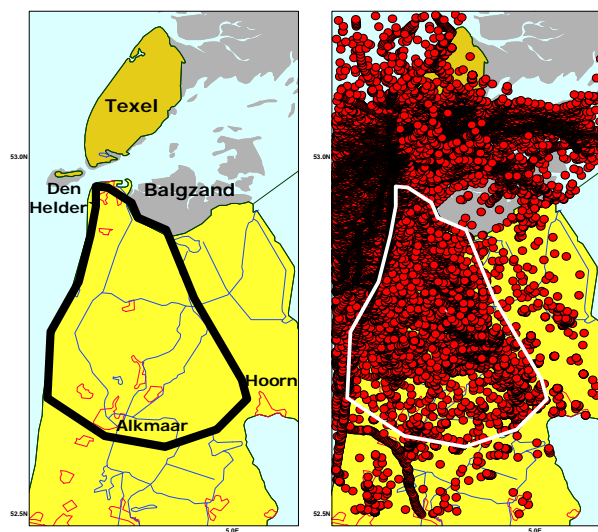 Texel
53.0N
Den
Helder
Balgzand
Hoorn
Alkmaar
52.5N
5.0E
53.0N
52.5N
5.0E